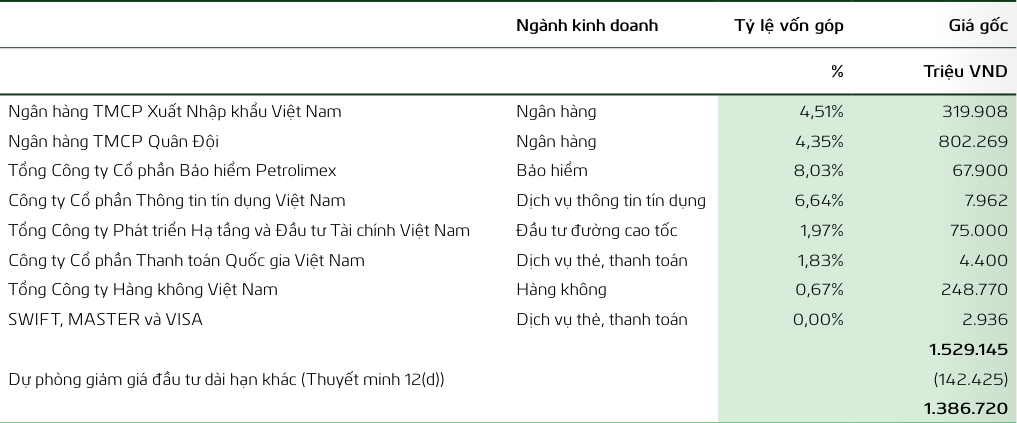 Ngành kinh doanh Tỷ lệ vốn góp Giá gốc
% Triệu VND
Ngân hàng TMCP Xuất Nhập khẩu Việt Nam Ngân hàng 4,51% 319.908
Ngân hàng TMCP Quân Đội Ngân hàng 4,35% 802.269
Tổng Công ty Cổ phần Bảo hiểm Petrolimex Bảo hiểm 8,03% 67.900
Công ty Cổ phần Thông tin tín dụng Việt Nam Dịch vụ thông tin tín dụng 6,64% 7.962
Tổng Công ty Phát triển Hạ tầng và Đầu tư Tài chính Việt Nam Đầu tư đường cao tốc 1,97% 75.000
Công ty Cổ phần Thanh toán Quốc gia Việt Nam Dịch vụ thẻ, thanh toán 1,83% 4.400
Tổng Công ty Hàng không Việt Nam Hàng không 0,67% 248.770
SWIFT, MASTER và VISA Dịch vụ thẻ, thanh toán 0,00% 2.936
1.529.145
Dự phòng giảm giá đầu tư dài hạn khác (Thuyết minh 12(d)) (142.425)
1.386.720